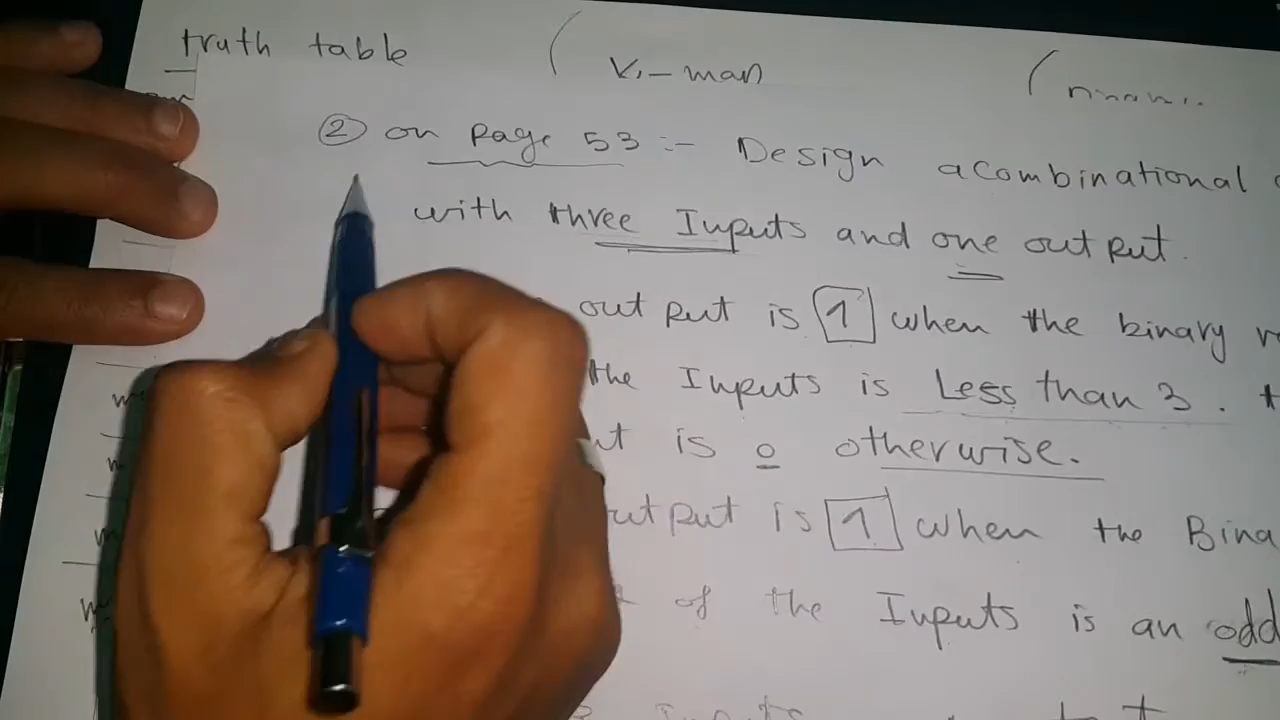 truth table
K-man
② on Page 53 :- Design a combinational
with three Inputs and one output.
output is 1 when the binary
the Inputs is Less than 3.
is 0 otherwise.
output is 1 when the Bina
of the Inputs is an odd
Inputs